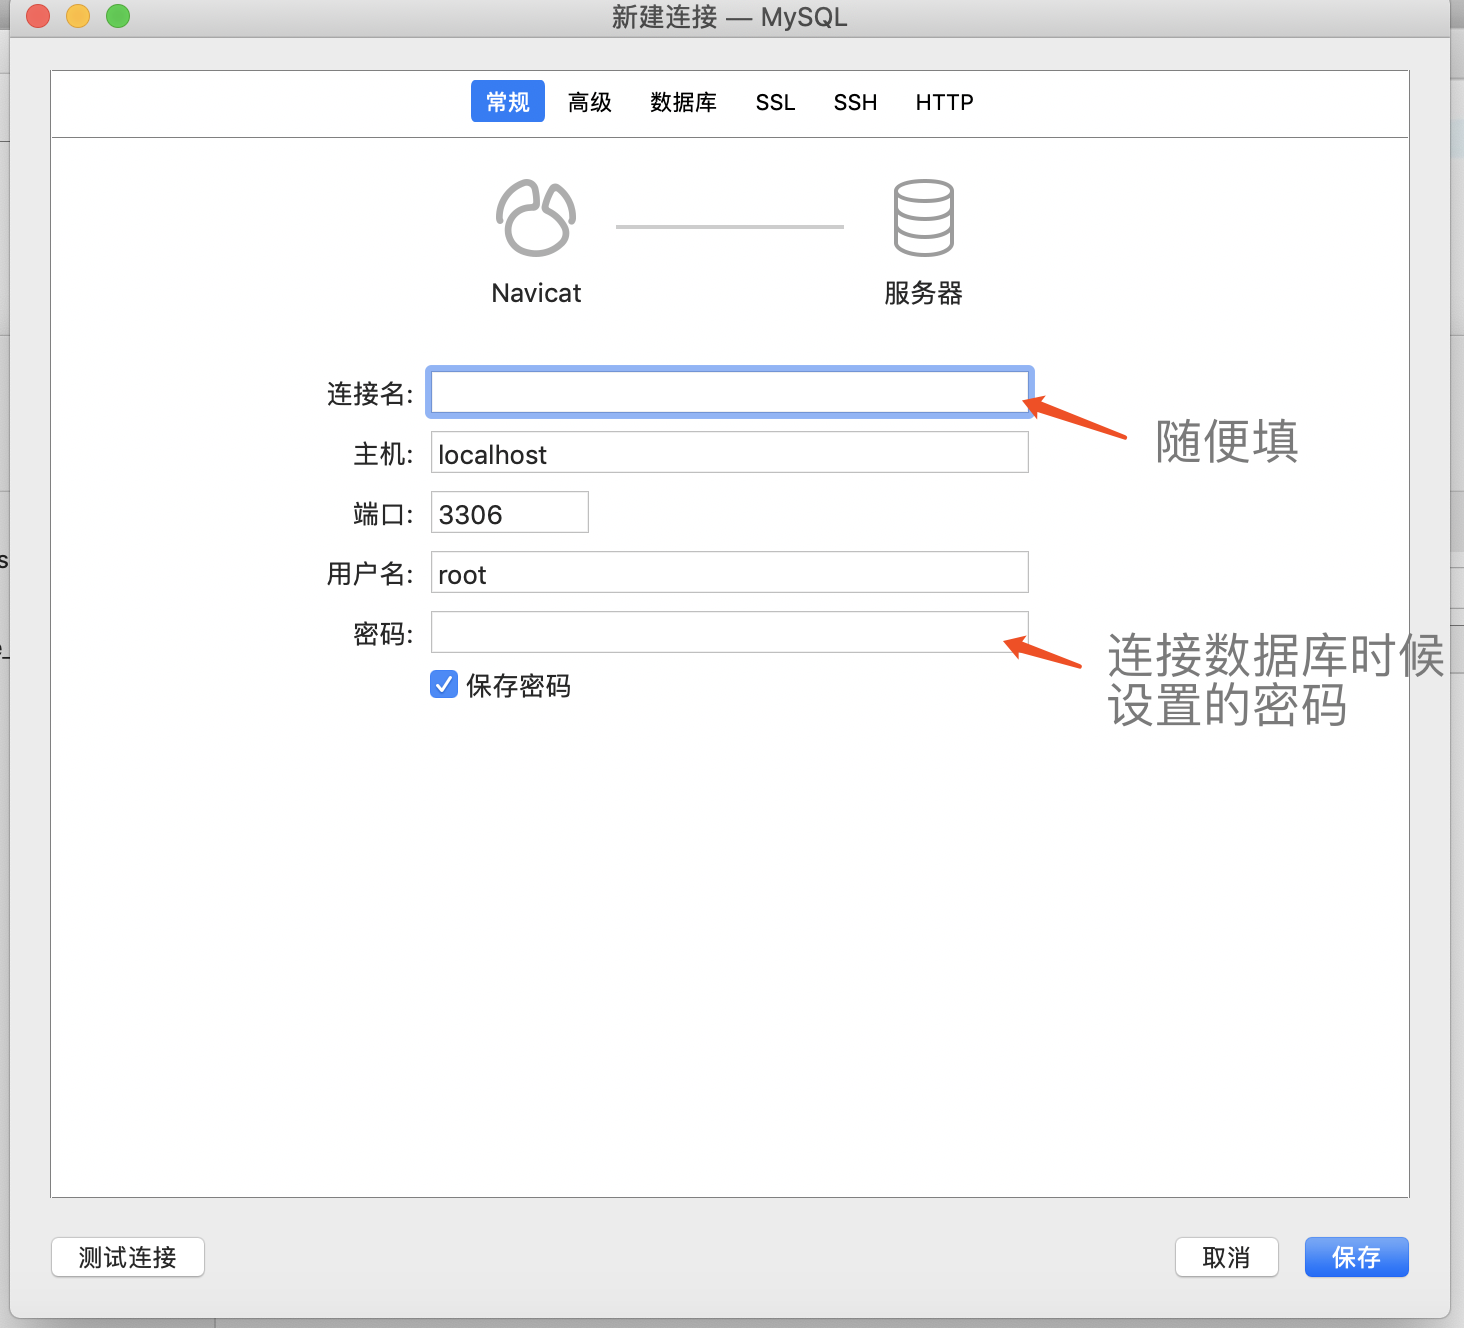 新建连接 — MySQL
常规 高级 数据库 SSL SSH HTTP
Navicat 服务器
连接名:
随便填
主机: localhost
端口: 3306
用户名: root
密码:
连接数据库时候
设置的密码
保存密码
测试连接 取消 保存